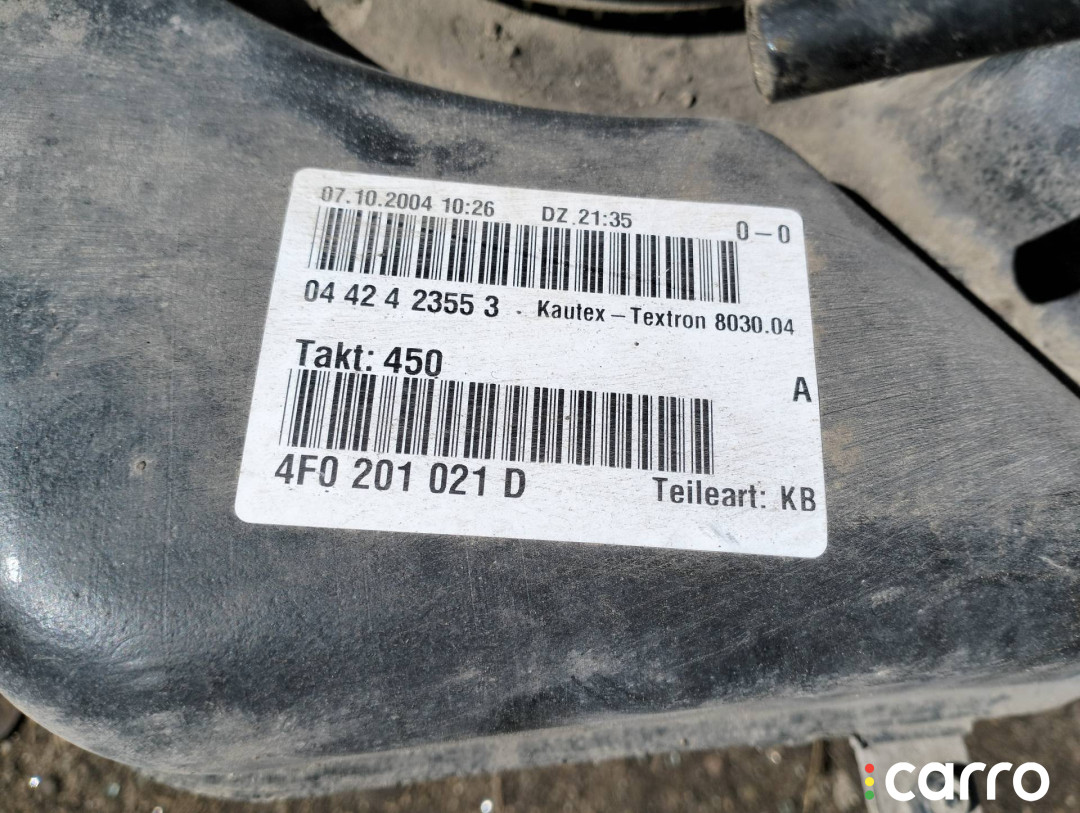 07.10.2004 10:26 DZ.21:35 0-0
04 42 4 2355 3 - Kautex-Textron 8030.04
Takt: 450
A
4F0 201 021 D Teileart: KB
carro